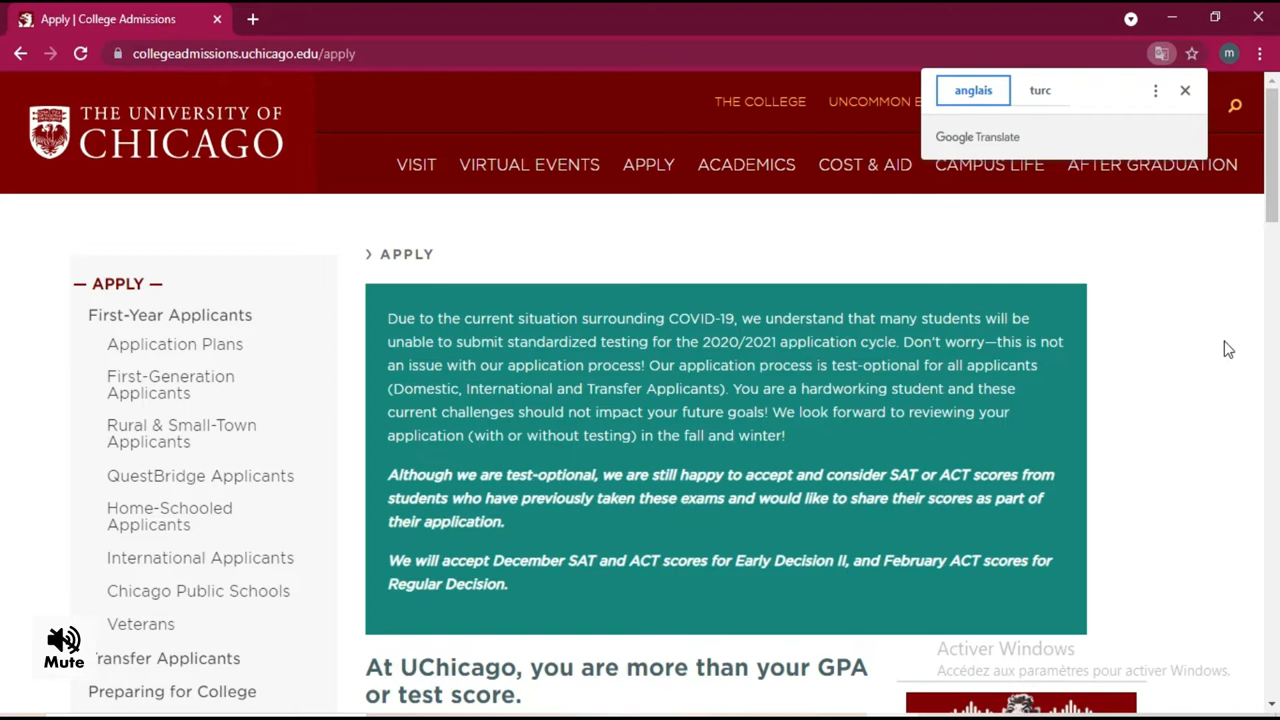 Apply | College Admissions
collegeadmissions.uchicago.edu/apply
m
anglais turc
Google Translate
THE UNIVERSITY OF
CHICAGO
THE COLLEGE UNCOMMON
VISIT VIRTUAL EVENTS APPLY ACADEMICS COST & AID CAMPUS LIFE AFTER GRADUATION
— APPLY —
First-Year Applicants
Application Plans
First-Generation
Applicants
Rural & Small-Town
Applicants
QuestBridge Applicants
Home-Schooled
Applicants
International Applicants
Chicago Public Schools
Veterans
Transfer Applicants
Preparing for College
Mute
> APPLY
Due to the current situation surrounding COVID-19, we understand that many students will be
unable to submit standardized testing for the 2020/2021 application cycle. Don't worry—this is not
an issue with our application process! Our application process is test-optional for all applicants
(Domestic, International and Transfer Applicants). You are a hardworking student and these
current challenges should not impact your future goals! We look forward to reviewing your
application (with or without testing) in the fall and winter!
Although we are test-optional, we are still happy to accept and consider SAT or ACT scores from
students who have previously taken these exams and would like to share their scores as part of
their application.
We will accept December SAT and ACT scores for Early Decision II, and February ACT scores for
Regular Decision.
At UChicago, you are more than your GPA
or test score.
Activer Windows
Accédez aux paramètres pour activer Windows.